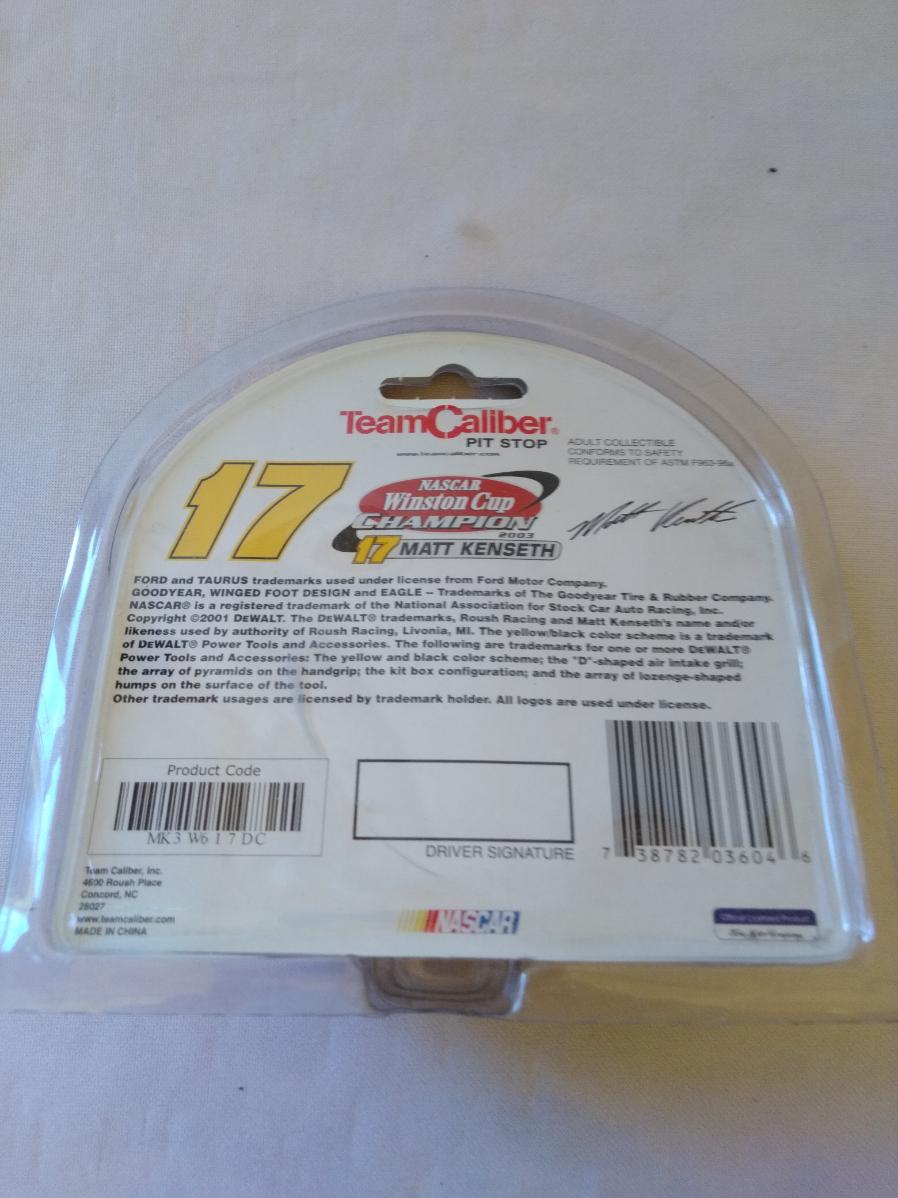 TeamCaliber®
PIT STOP
www.teamcaliber.com
ADULT COLLECTIBLE
CONFORMS TO SAFETY
REQUIREMENT OF ASTM F963-96a
17
NASCAR
Winston Cup
CHAMPION
2003
17 MATT KENSETH
Matt Kenseth
FORD and TAURUS trademarks used under license from Ford Motor Company.
GOODYEAR, WINGED FOOT DESIGN and EAGLE -- Trademarks of The Goodyear Tire & Rubber Company.
NASCAR® is a registered trademark of the National Association for Stock Car Auto Racing, Inc.
Copyright ©2001 DEWALT. The DEWALT® trademarks, Roush Racing and Matt Kenseth's name and/or
likeness used by authority of Roush Racing, Livonia, MI. The yellow/black color scheme is a trademark
of DEWALT® Power Tools and Accessories. The following are trademarks for one or more DEWALT®
Power Tools and Accessories: The yellow and black color scheme; the "D"-shaped air intake grill;
the array of pyramids on the handgrip; the kit box configuration; and the array of lozenge-shaped
humps on the surface of the tool.
Other trademark usages are licensed by trademark holder. All logos are used under license.
Product Code
MK3 W6 1 7 DC
DRIVER SIGNATURE
7 38782 03604 6
Team Caliber, Inc.
4600 Roush Place
Concord, NC
28027
www.teamcaliber.com
MADE IN CHINA
NASCAR
Official Licensed Product